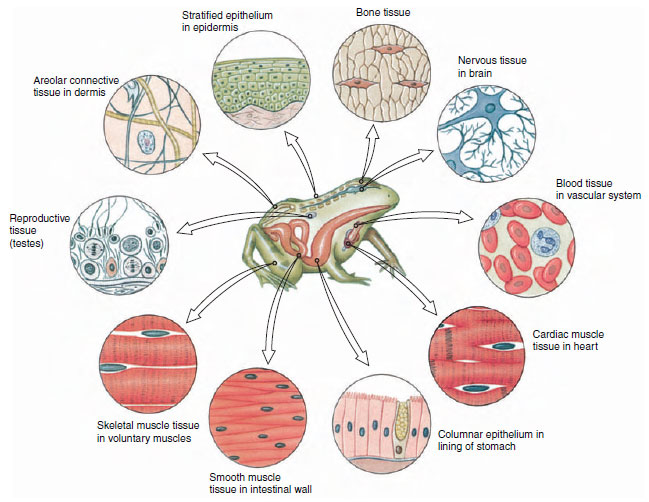 Stratified epithelium
in epidermis
Bone tissue
Nervous tissue
in brain
Areolar connective
tissue in dermis
Blood tissue
in vascular system
Reproductive
tissue
(testes)
Cardiac muscle
tissue in heart
Skeletal muscle tissue
in voluntary muscles
Columnar epithelium in
lining of stomach
Smooth muscle
tissue in intestinal wall